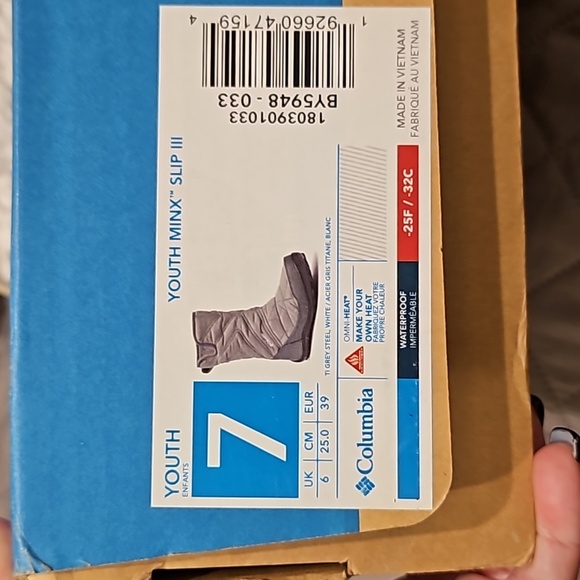 YOUTH
ENFANTS
YOUTH MINX™ SLIP III
7
UK CM EUR
6 25.0 39
TI GREY STEEL, WHITE / ACIER GRIS TITANE, BLANC
1803901033
BY5948 - 033
1 92660 47159 4
Columbia
OMNI-HEAT™
MAKE YOUR
OWN HEAT
FABRIQUEZ VOTRE
PROPRE CHALEUR
WATERPROOF
IMPERMÉABLE
-25F / -32C
MADE IN VIETNAM
FABRIQUÉ AU VIETNAM